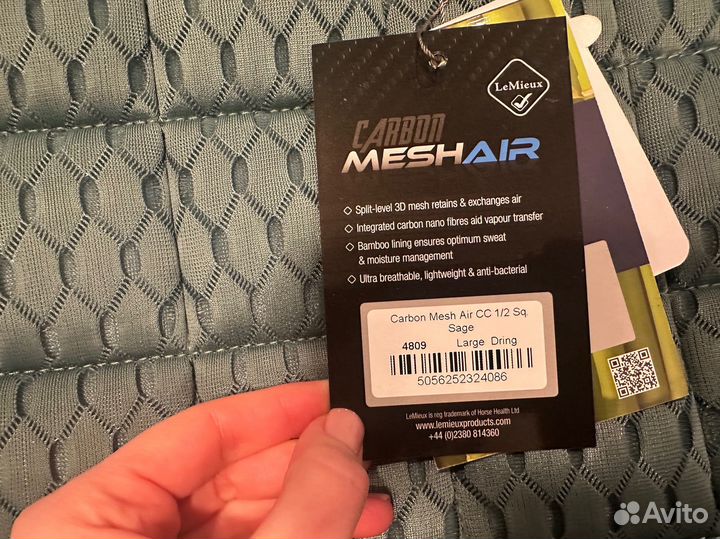 LeMieux
CARBON
MESHAIR
Split-level 3D mesh retains & exchanges air
Integrated carbon nano fibres aid vapour transfer
Bamboo lining ensures optimum sweat
& moisture management
Ultra breathable, lightweight & anti-bacterial
Carbon Mesh Air CC 1/2 Sq.
Sage
4809 Large Dring
5056252324086
LeMieux is reg trademark of Horse Health Ltd
www.lemieuxproducts.com
+44 (0)2380 814360
Avito